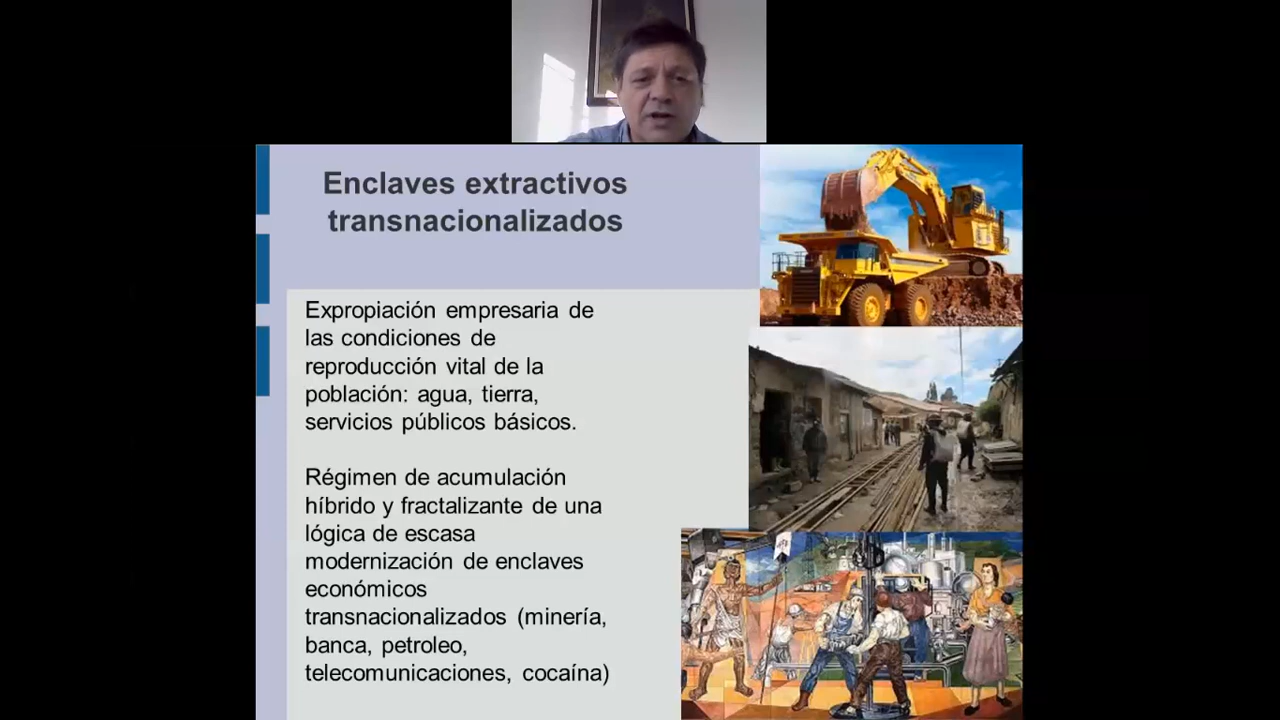 Enclaves extractivos
transnacionalizados
Expropiación empresaria de
las condiciones de
reproducción vital de la
población: agua, tierra,
servicios públicos básicos.
Régimen de acumulación
híbrido y fractalizante de una
lógica de escasa
modernización de enclaves
económicos
transnacionalizados (minería,
banca, petroleo,
telecomunicaciones, cocaína)